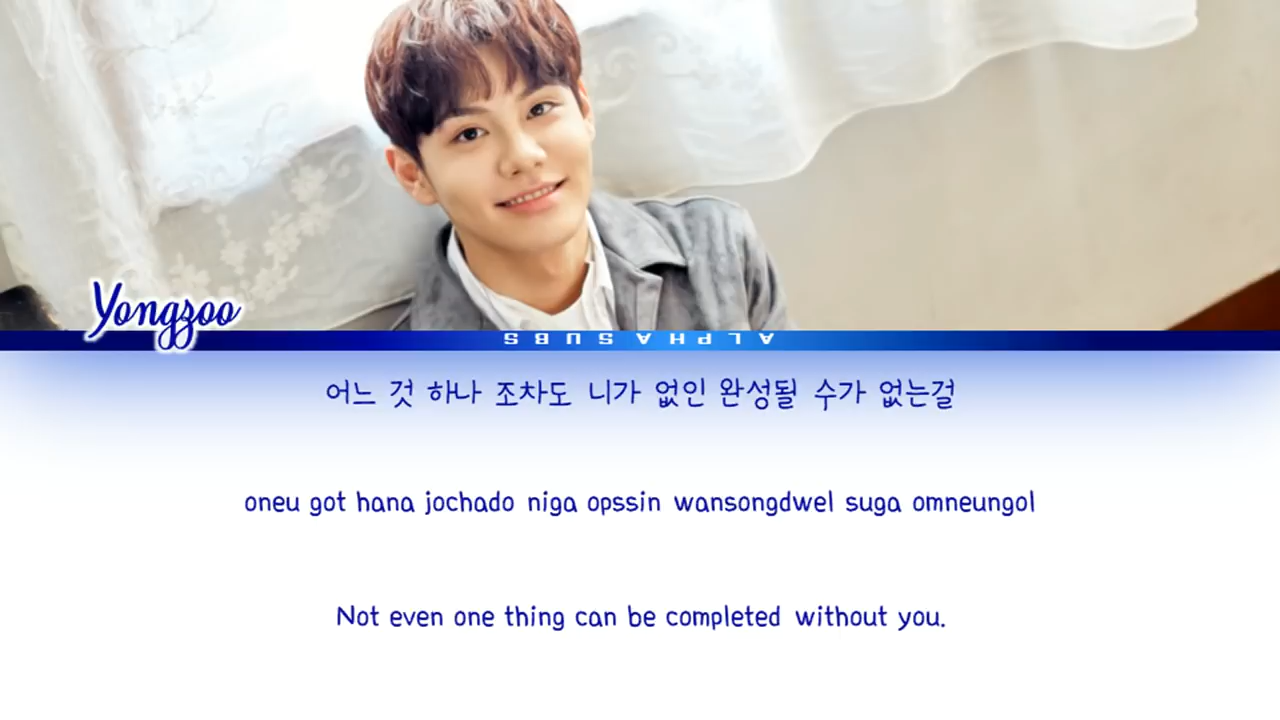 Yongzoo
ALPHA SUBS
어느 것 하나 조차도 니가 없인 완성될 수가 없는걸
oneu got hana jochado niga opssin wansongdwel suga omneungol
Not even one thing can be completed without you.